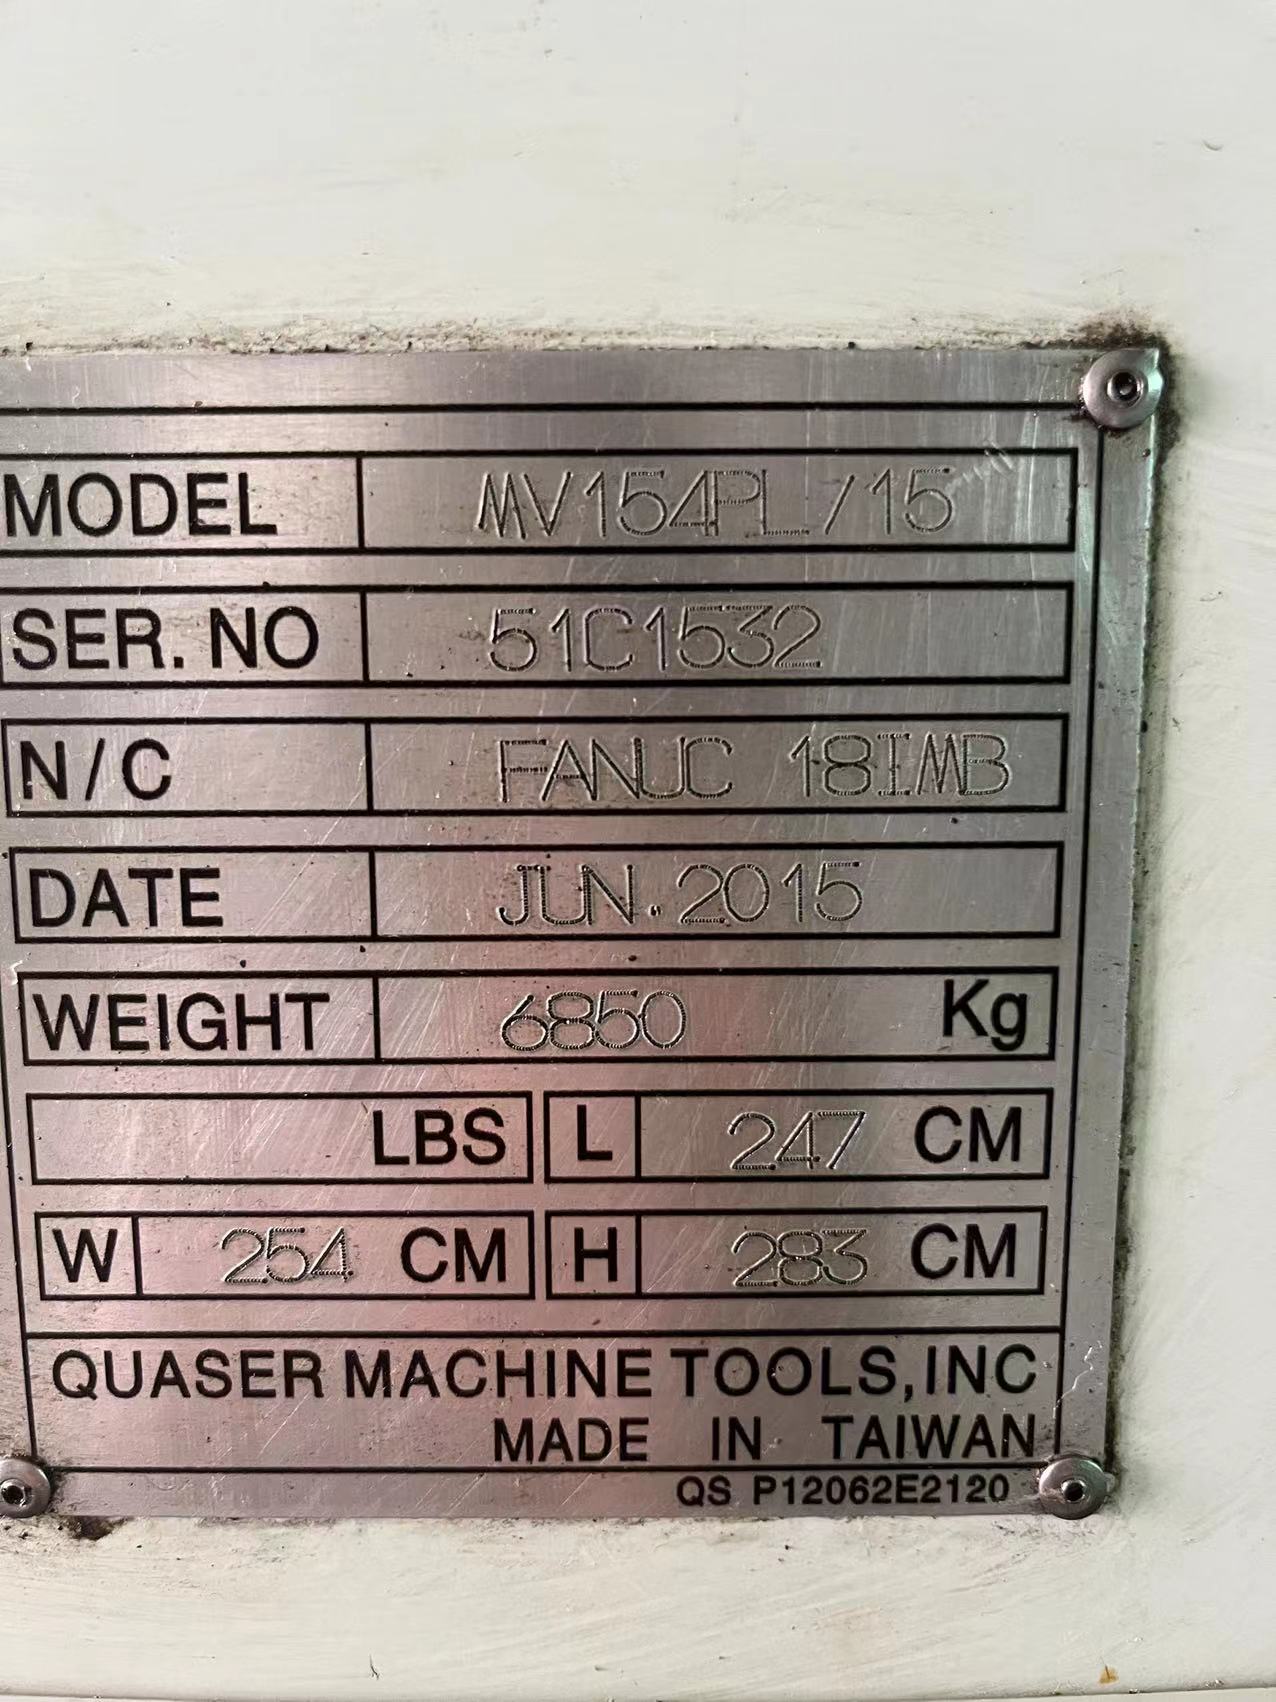 MODEL MV154PL/15
SER. NO 51C1532
N/C FANUC 18IMB
DATE JUN.2015
WEIGHT 6850 Kg
LBS L 247 CM
W 254 CM H 283 CM
QUASER MACHINE TOOLS,INC
MADE IN TAIWAN
QS P12062E2120